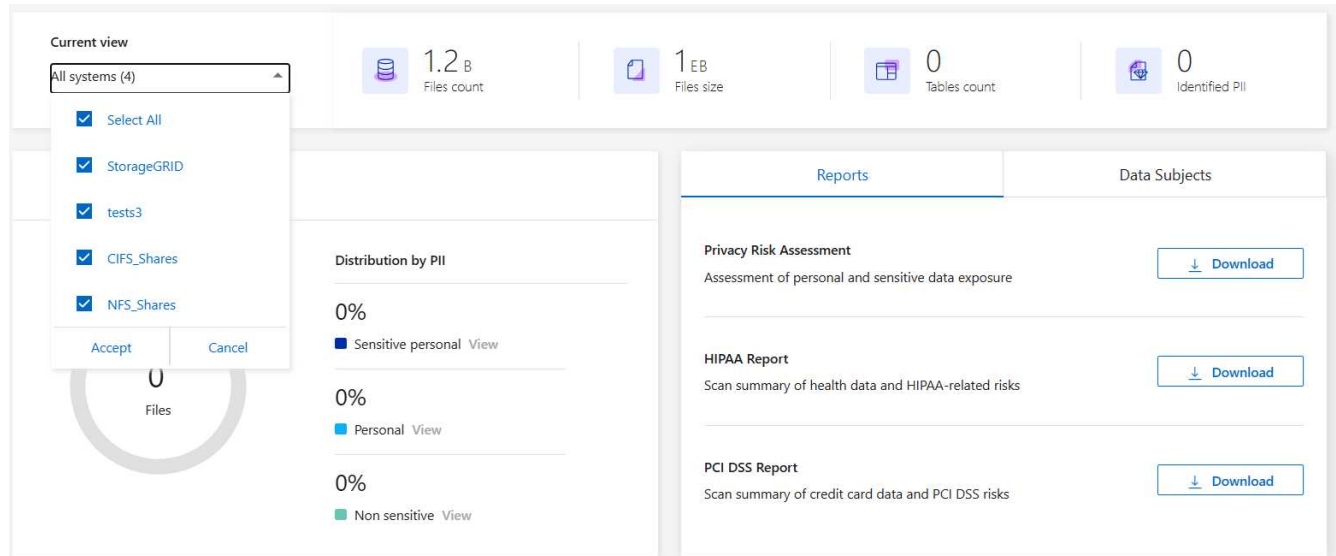 Current view
All systems (4)
Select All
StorageGRID
tests3
CIFS_Shares
NFS_Shares
Accept Cancel
1.2 B
Files count
1 EB
Files size
0
Tables count
0
Identified PII
0
Files
Distribution by PII
0%
Sensitive personal View
0%
Personal View
0%
Non sensitive View
Reports Data Subjects
Privacy Risk Assessment
Assessment of personal and sensitive data exposure
Download
HIPAA Report
Scan summary of health data and HIPAA-related risks
Download
PCI DSS Report
Scan summary of credit card data and PCI DSS risks
Download